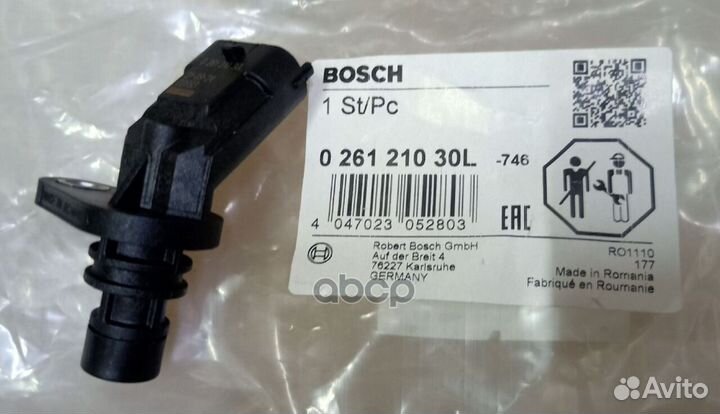 BOSCH
1 St/Pc
0 261 210 30L -746
4 047023 052803
EAC
Robert Bosch GmbH
Auf der Breit 4
76227 Karlsruhe
GERMANY
RO1110
177
Made in Romania
Fabriqué en Roumanie
abcp
Avito